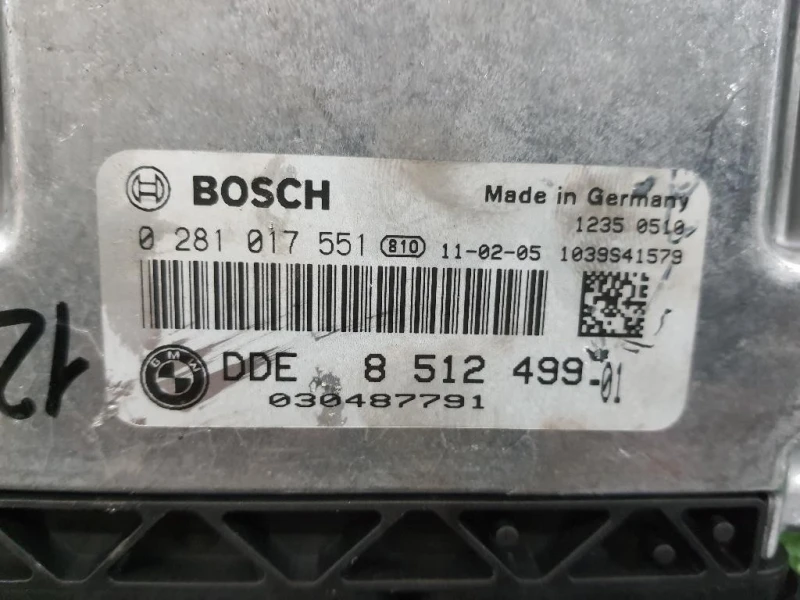 BOSCH Made in Germany
1235 0510
0 281 017 551 810 11-02-05 1039S41579
BMW DDE 8 512 499-01
030487791
12